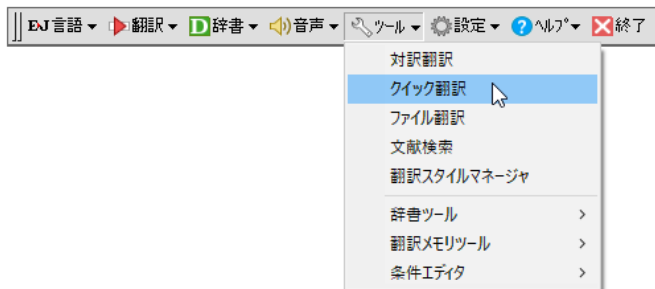 EJ言語 翻訳 D辞書 音声 ツール 設定 ?ﾍﾙﾌﾟ 終了
対訳翻訳
クイック翻訳
ファイル翻訳
文献検索
翻訳スタイルマネージャ
辞書ツール
翻訳メモリツール
条件エディタ